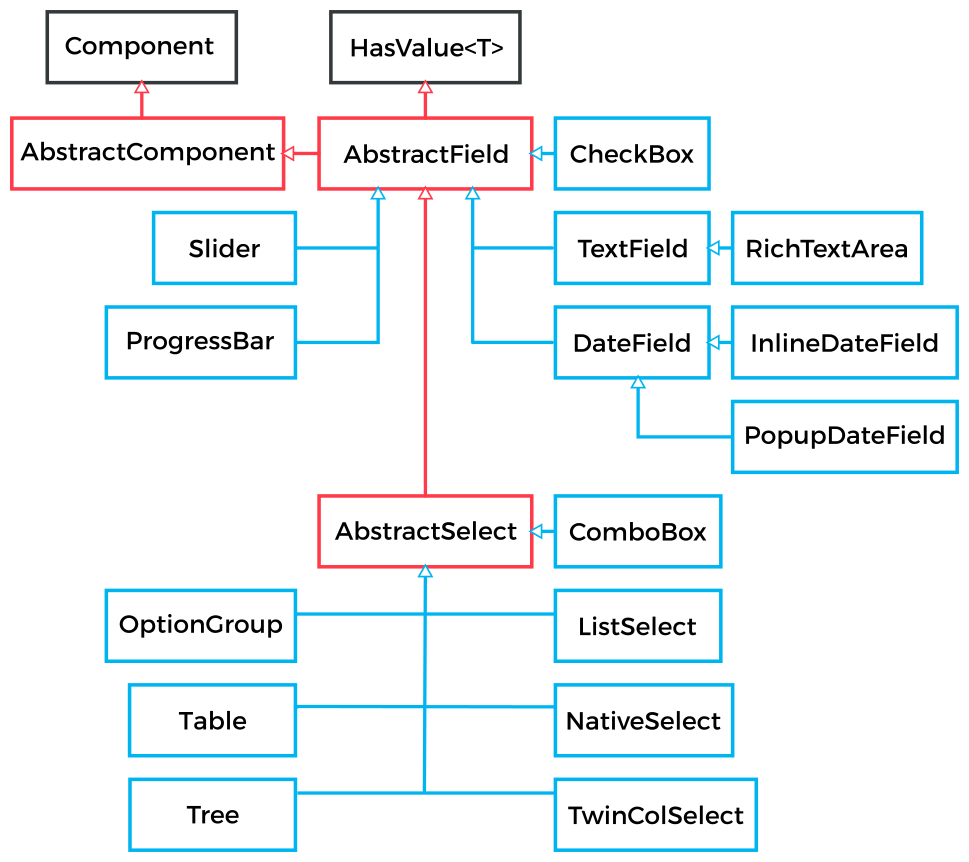 Component
HasValue<T>
AbstractComponent
AbstractField
CheckBox
Slider
TextField
RichTextArea
ProgressBar
DateField
InlineDateField
PopupDateField
AbstractSelect
ComboBox
OptionGroup
ListSelect
Table
NativeSelect
Tree
TwinColSelect